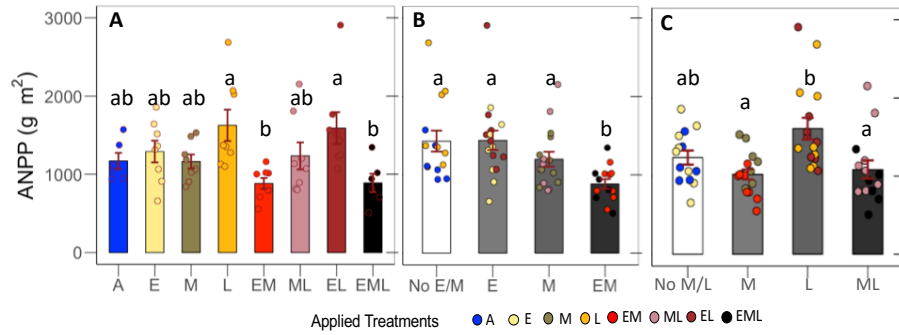 A
B
C
3000
2000
1000
0
ANPP (g m²)
ab ab ab a b ab a b
a a a b
ab a b a
A E M L EM ML EL EML
No E/M E M EM
No M/L M L ML
Applied Treatments A E M L EM ML EL EML